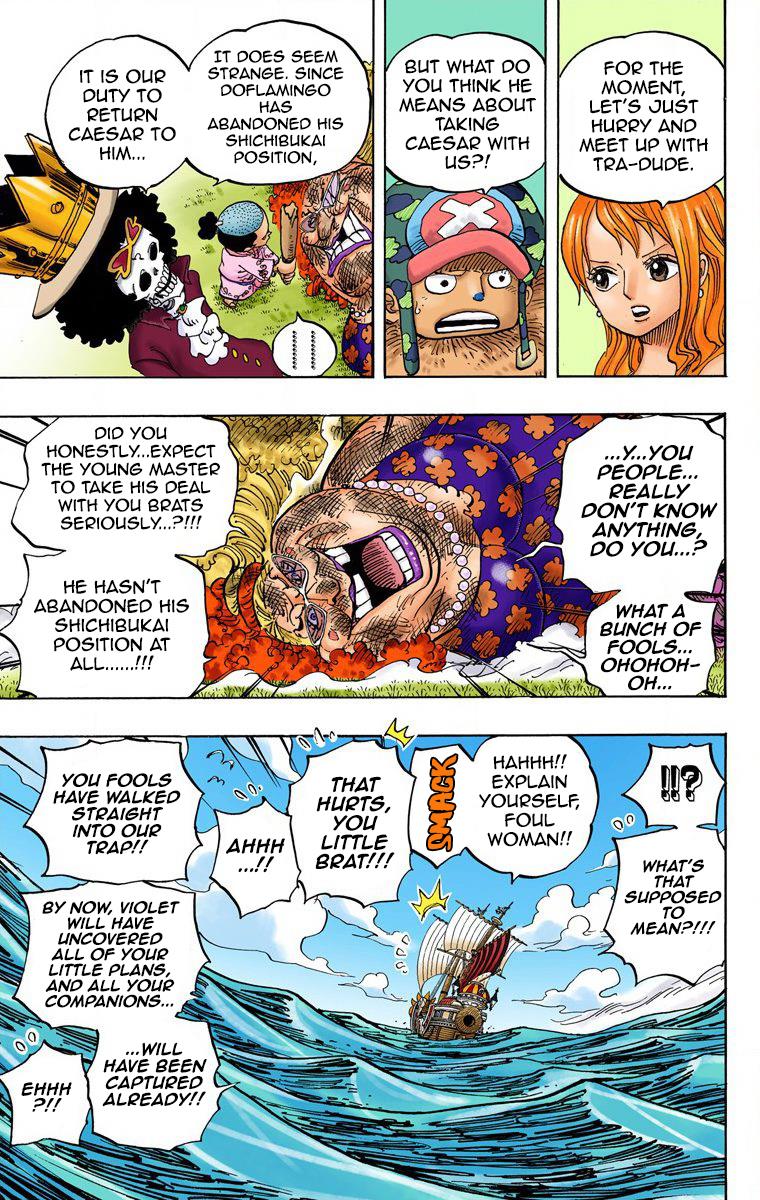 FOR THE
MOMENT,
LET'S JUST
HURRY AND
MEET UP WITH
TRA-DUDE.
BUT WHAT DO
YOU THINK HE
MEANS ABOUT
TAKING
CAESAR WITH
US?!
IT DOES SEEM
STRANGE. SINCE
DOFLAMINGO
HAS
ABANDONED HIS
SHICHIBUKAI
POSITION,
IT IS OUR
DUTY TO
RETURN
CAESAR TO
HIM...
...Y...YOU
PEOPLE...
REALLY
DON'T KNOW
ANYTHING,
DO YOU...?
WHAT A
BUNCH OF
FOOLS...
OHOHOH-
OH...
DID YOU
HONESTLY...EXPECT
THE YOUNG MASTER
TO TAKE HIS DEAL
WITH YOU BRATS
SERIOUSLY...?!!!
HE HASN'T
ABANDONED HIS
SHICHIBUKAI
POSITION AT
ALL......!!!
!!?
WHAT'S
THAT
SUPPOSED
TO
MEAN?!!!
HAHHH!!
EXPLAIN
YOURSELF,
FOUL
WOMAN!!
SMACK
THAT
HURTS,
YOU
LITTLE
BRAT!!!
AHHH
...!!
YOU FOOLS
HAVE WALKED
STRAIGHT
INTO OUR
TRAP!!
BY NOW, VIOLET
WILL HAVE
UNCOVERED
ALL OF YOUR
LITTLE PLANS,
AND ALL YOUR
COMPANIONS...
...WILL
HAVE BEEN
CAPTURED
ALREADY!!
EHHH
?!!